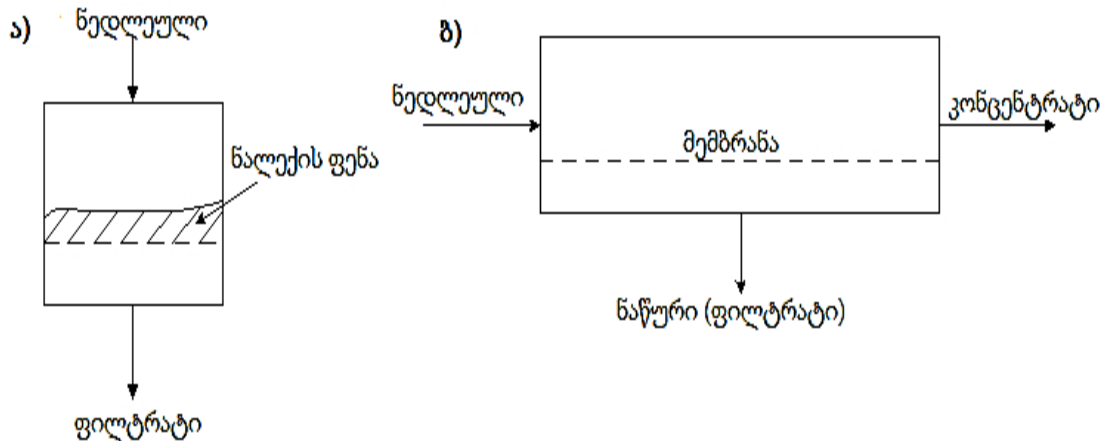 ა)
ნედლეული
ნალექის ფენა
ფილტრატი
ბ)
ნედლეული
მემბრანა
კონცენტრატი
ნაწური (ფილტრატი)